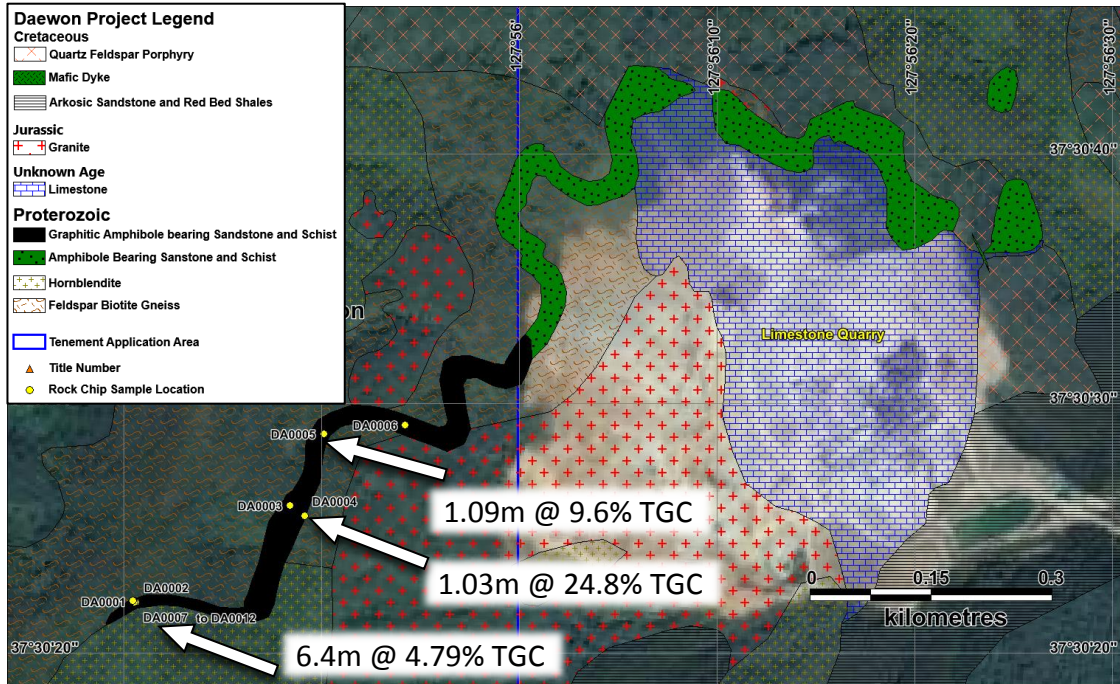 Daewon Project Legend
Cretaceous
Quartz Feldspar Porphyry
Mafic Dyke
Arkosic Sandstone and Red Bed Shales
Jurassic
Granite
Unknown Age
Limestone
Proterozoic
Graphitic Amphibole bearing Sandstone and Schist
Amphibole Bearing Sanstone and Schist
Hornblendite
Feldspar Biotite Gneiss
Tenement Application Area
Title Number
Rock Chip Sample Location
127°56'
127°56'10"
127°56'20"
127°56'30"
37°30'40"
on
Limestone Quarry
37°30'30"
DA0005
DA0006
1.09m @ 9.6% TGC
DA0003
DA0004
1.03m @ 24.8% TGC
0 0.15 0.3
kilometres
DA0001
DA0002
DA0007 to DA0012
37°30'20"
37°30'20"
6.4m @ 4.79% TGC